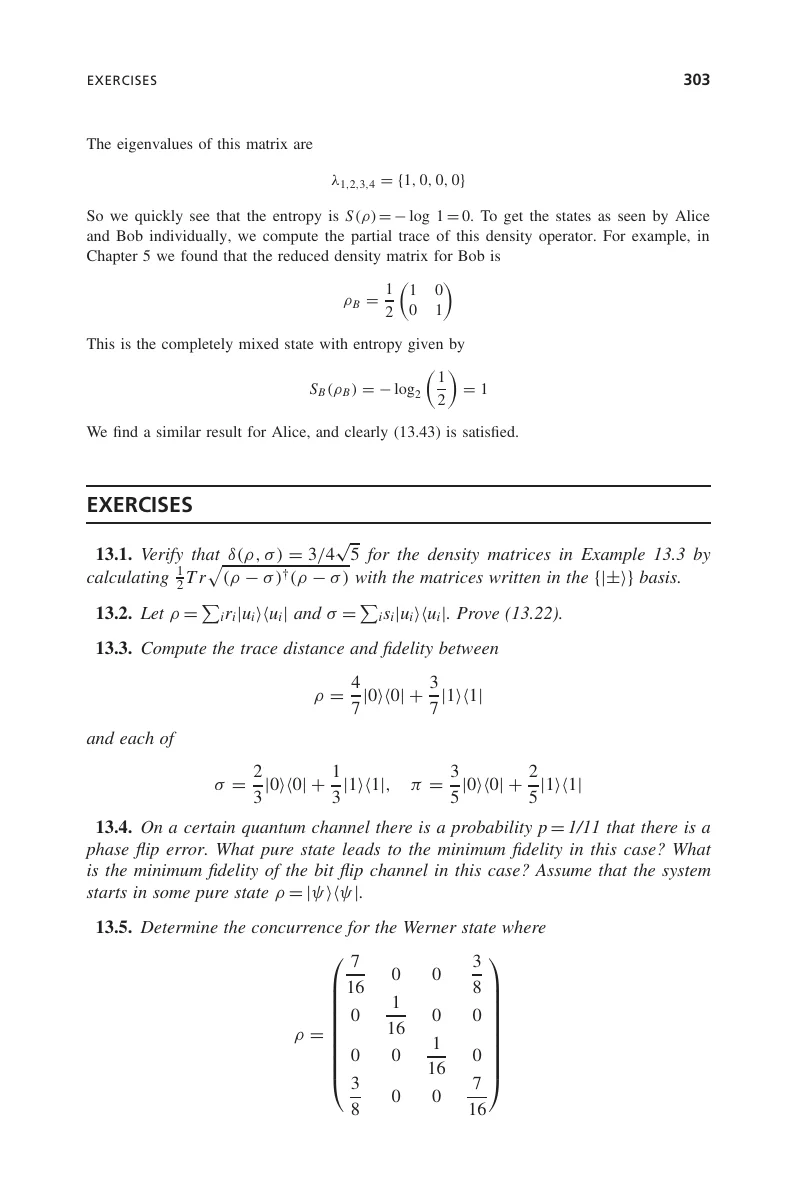 EXERCISES 303
The eigenvalues of this matrix are
λ1,2,3,4 = {1, 0, 0, 0}
So we quickly see that the entropy is S(ρ) = − log 1 = 0. To get the states as seen by Alice
and Bob individually, we compute the partial trace of this density operator. For example, in
Chapter 5 we found that the reduced density matrix for Bob is
ρB = 1/2 (1 0; 0 1)
This is the completely mixed state with entropy given by
SB(ρB) = − log2 (1/2) = 1
We find a similar result for Alice, and clearly (13.43) is satisfied.
EXERCISES
13.1. Verify that δ(ρ, σ) = 3/4√5 for the density matrices in Example 13.3 by
calculating 1/2 Tr√(ρ − σ)†(ρ − σ) with the matrices written in the {|±⟩} basis.
13.2. Let ρ = ∑i ri|ui⟩⟨ui| and σ = ∑i si|ui⟩⟨ui|. Prove (13.22).
13.3. Compute the trace distance and fidelity between
ρ = 4/7 |0⟩⟨0| + 3/7 |1⟩⟨1|
and each of
σ = 2/3 |0⟩⟨0| + 1/3 |1⟩⟨1|, π = 3/5 |0⟩⟨0| + 2/5 |1⟩⟨1|
13.4. On a certain quantum channel there is a probability p = 1/11 that there is a
phase flip error. What pure state leads to the minimum fidelity in this case? What
is the minimum fidelity of the bit flip channel in this case? Assume that the system
starts in some pure state ρ = |ψ⟩⟨ψ|.
13.5. Determine the concurrence for the Werner state where
ρ = (7/16 0 0 3/8
0 1/16 0 0
0 0 1/16 0
3/8 0 0 7/16)